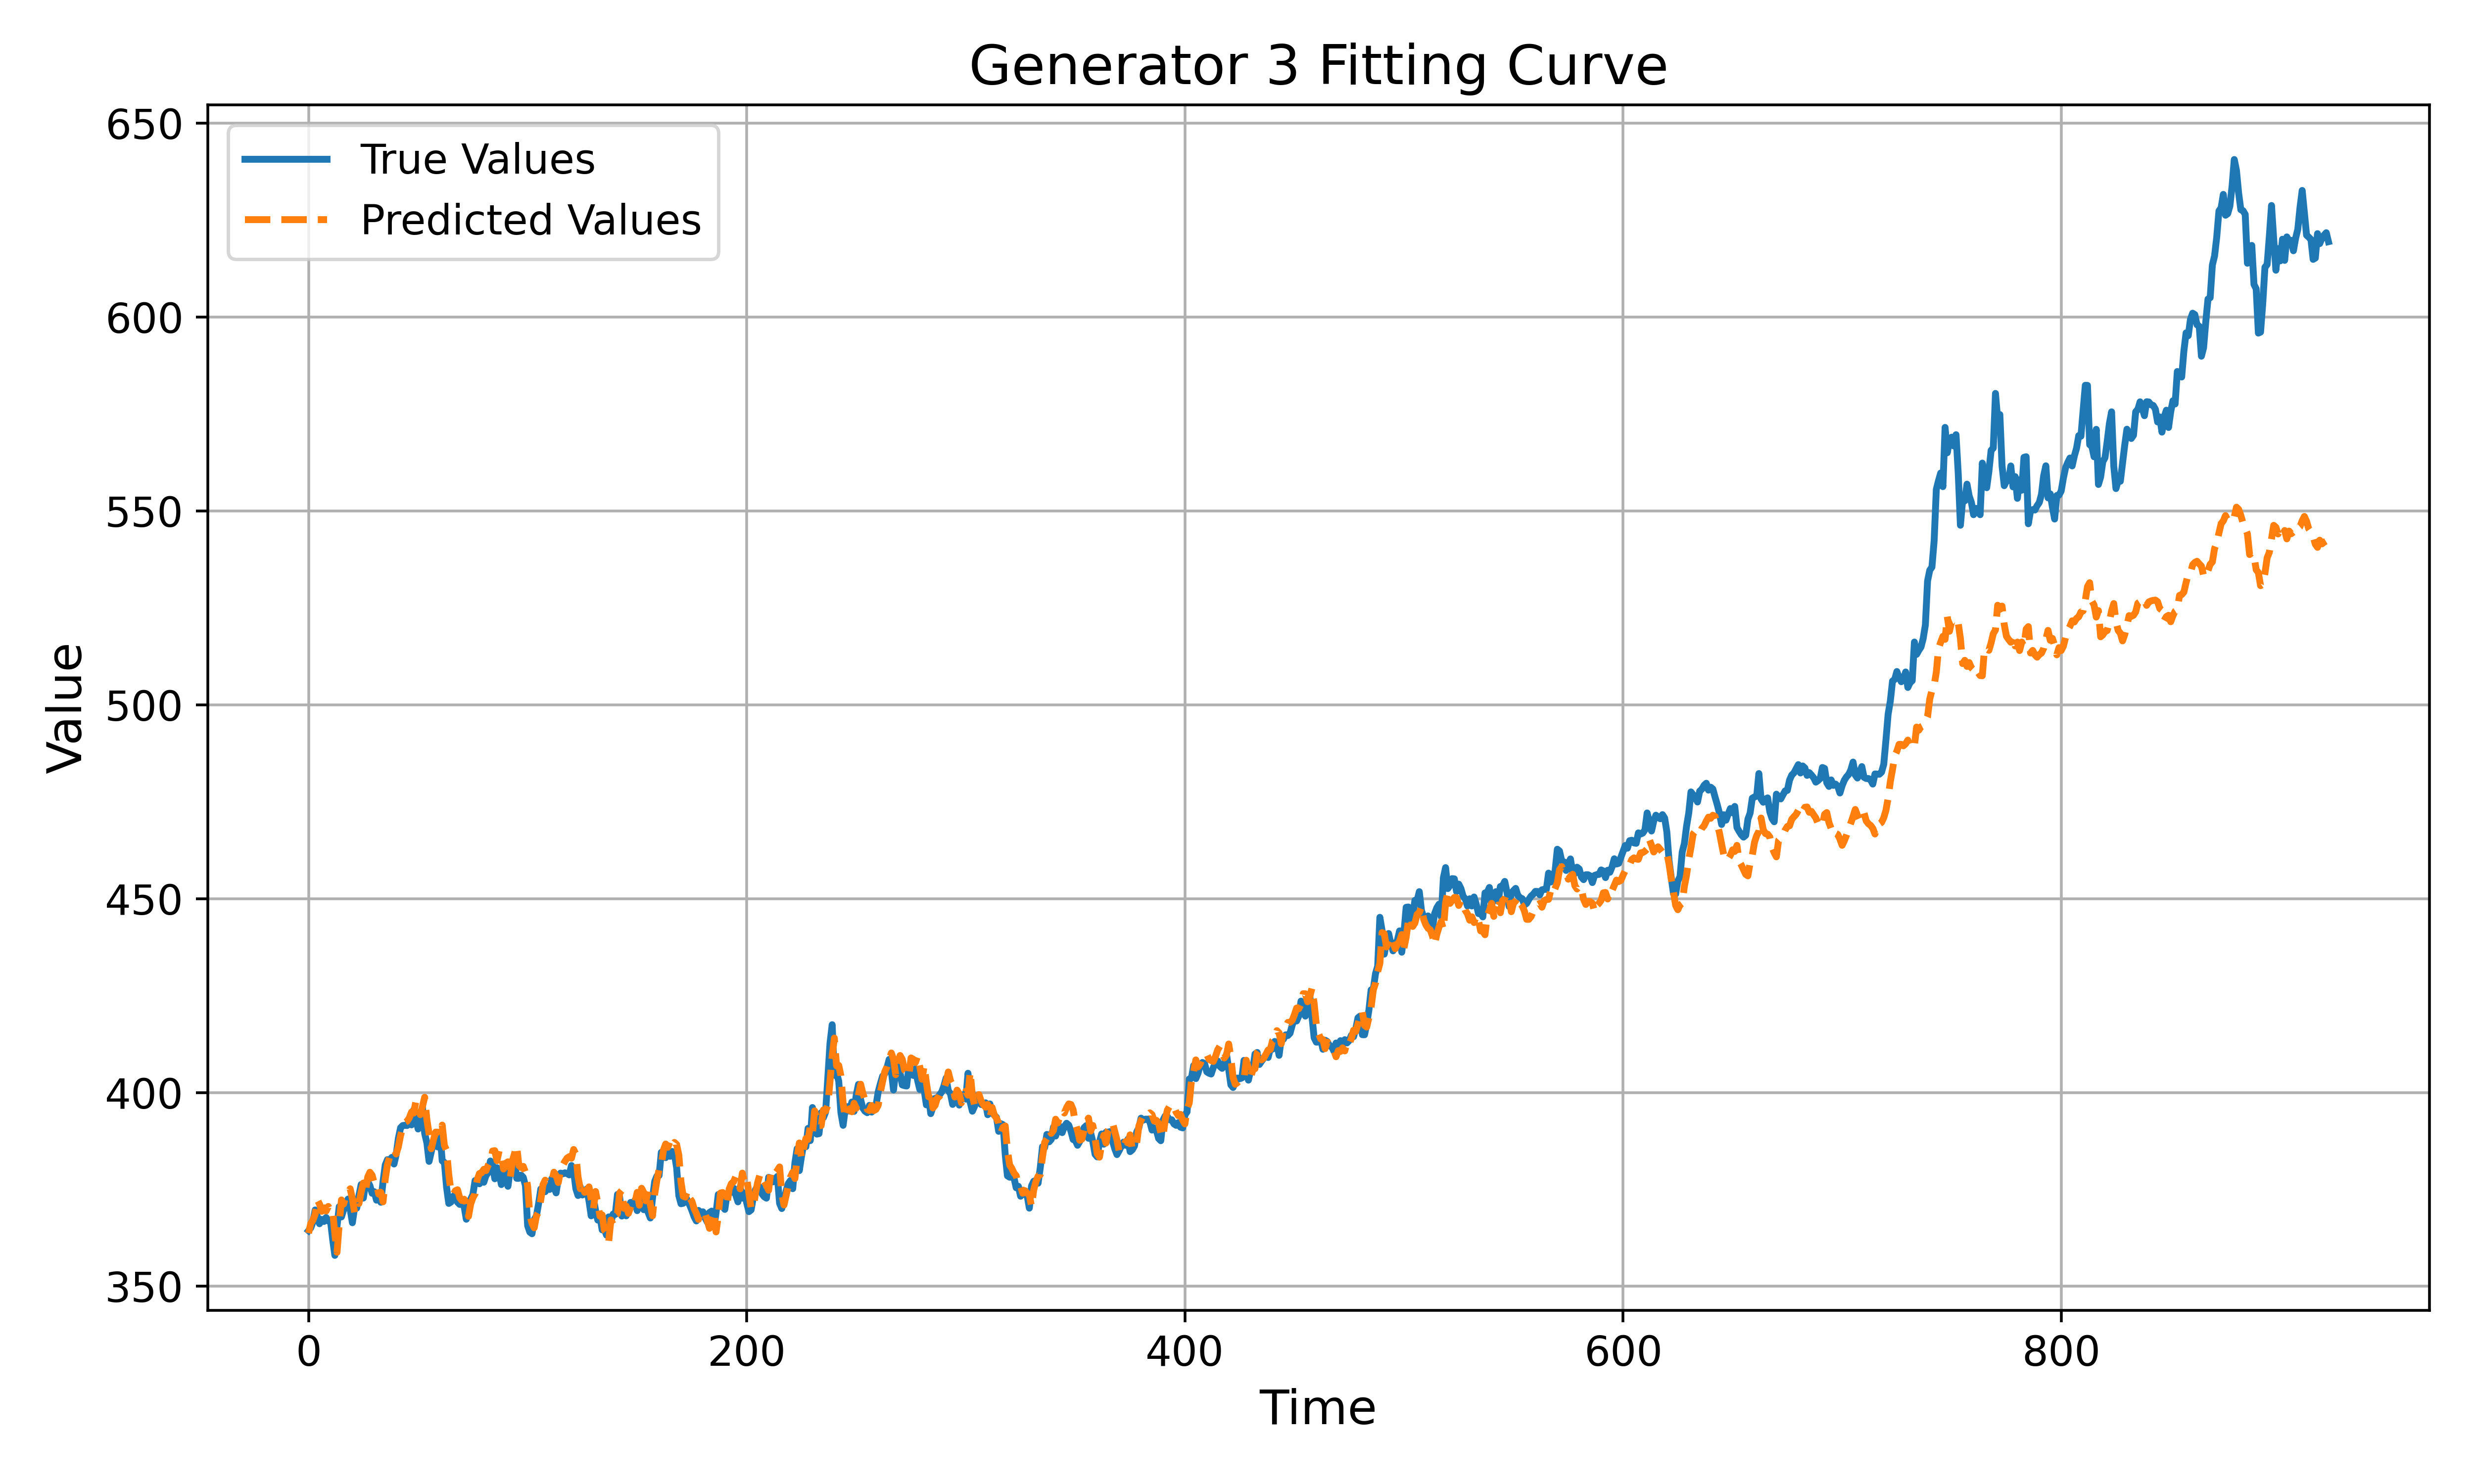 Generator 3 Fitting Curve
True Values
Predicted Values
Value
650
600
550
500
450
400
350
0 200 400 600 800
Time